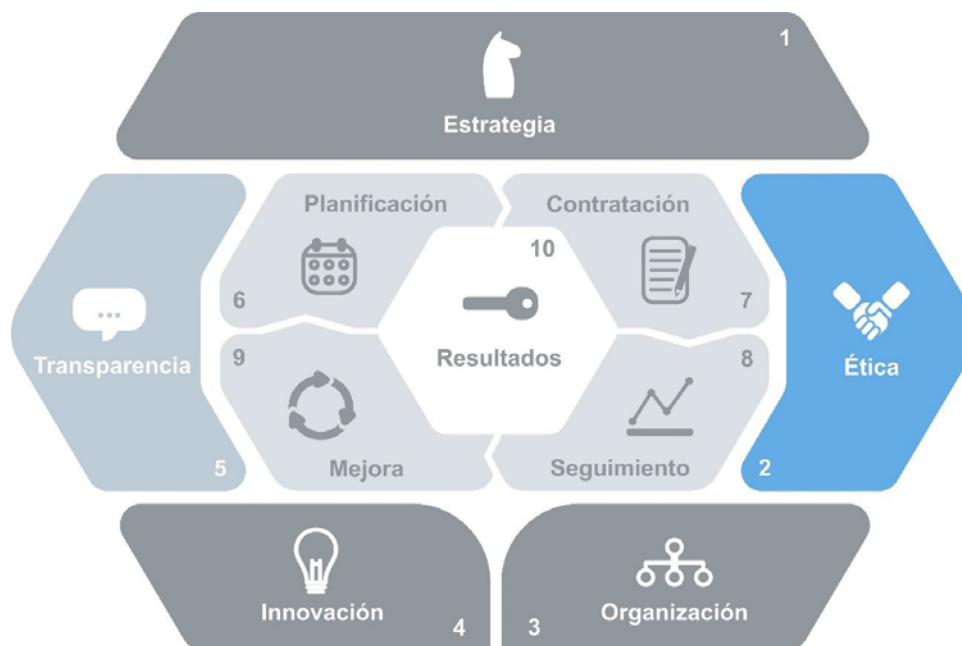 1
Estrategia
Planificación
Contratación
10
6
7
Transparencia
Resultados
Ética
9
8
Mejora
Seguimiento
5
2
Innovación
Organización
4
3